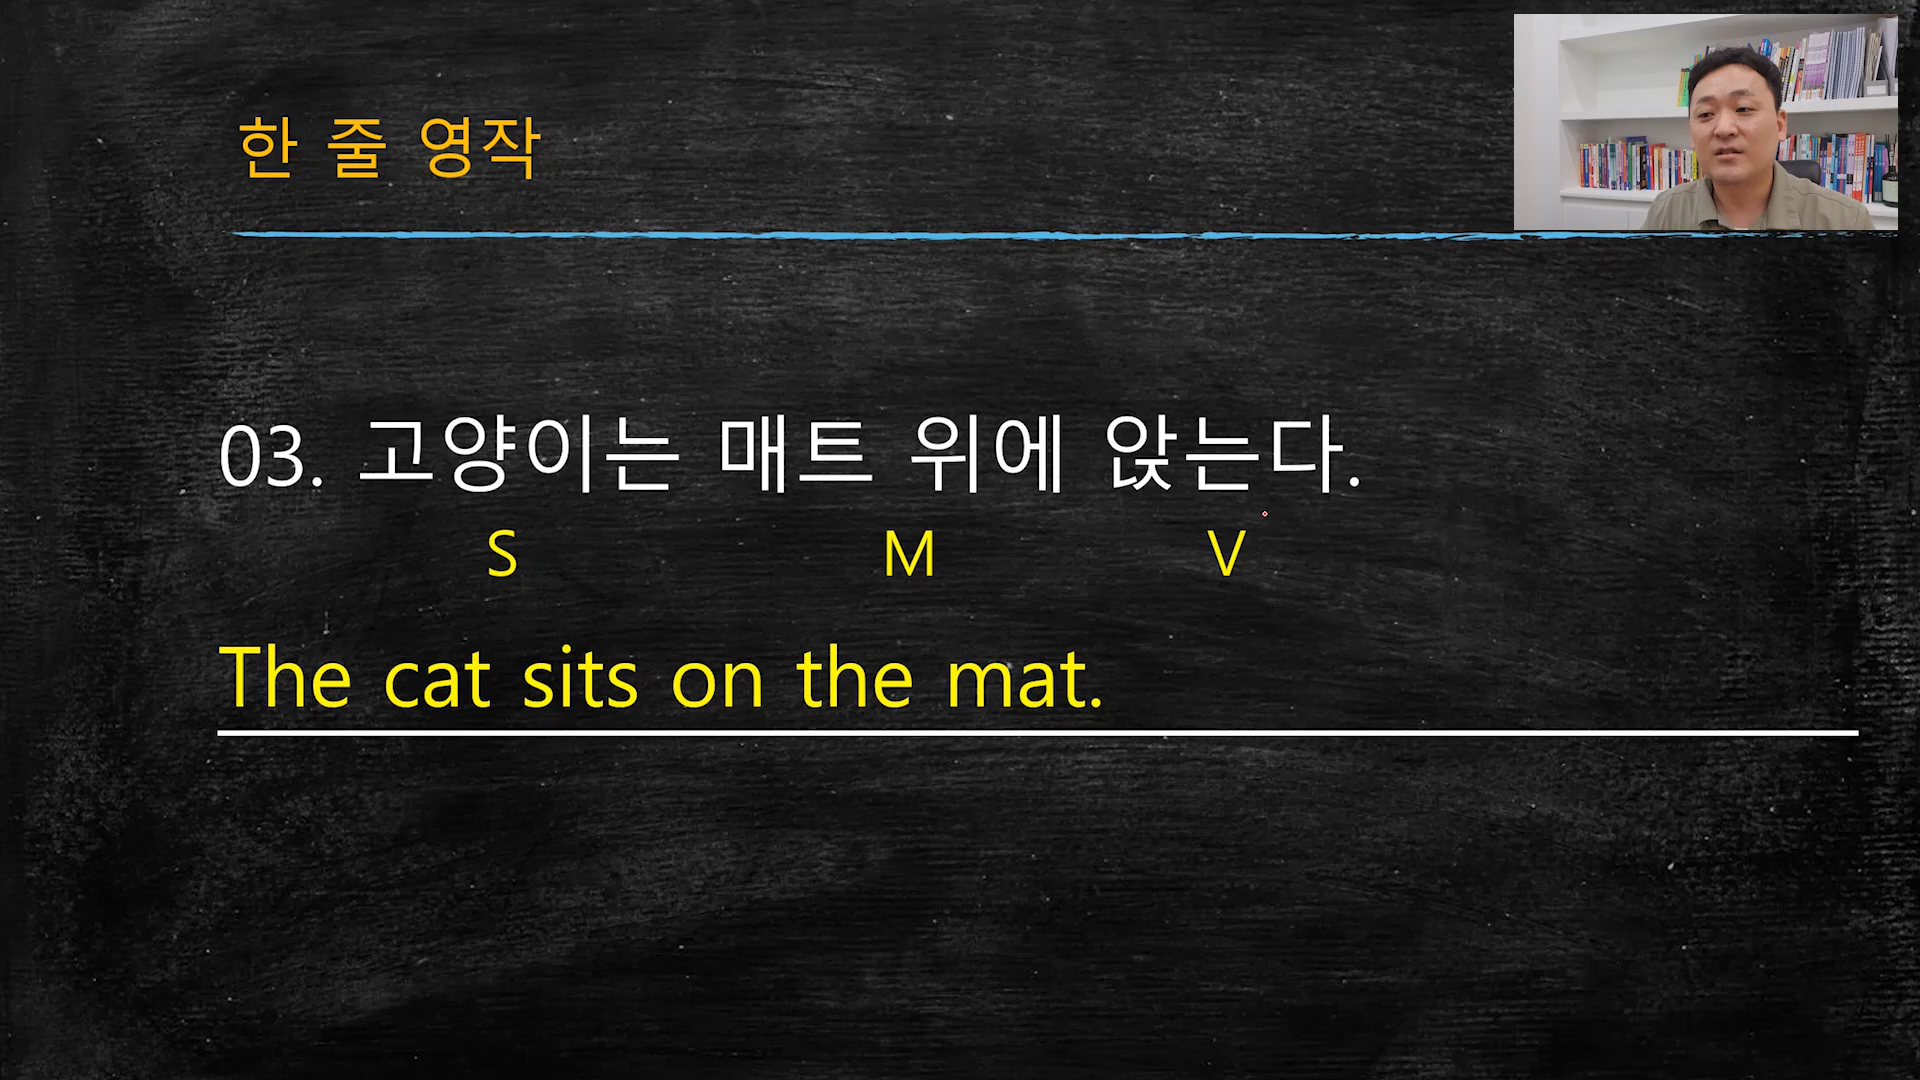 한 줄 영작
03. 고양이는 매트 위에 앉는다.
S M V
The cat sits on the mat.